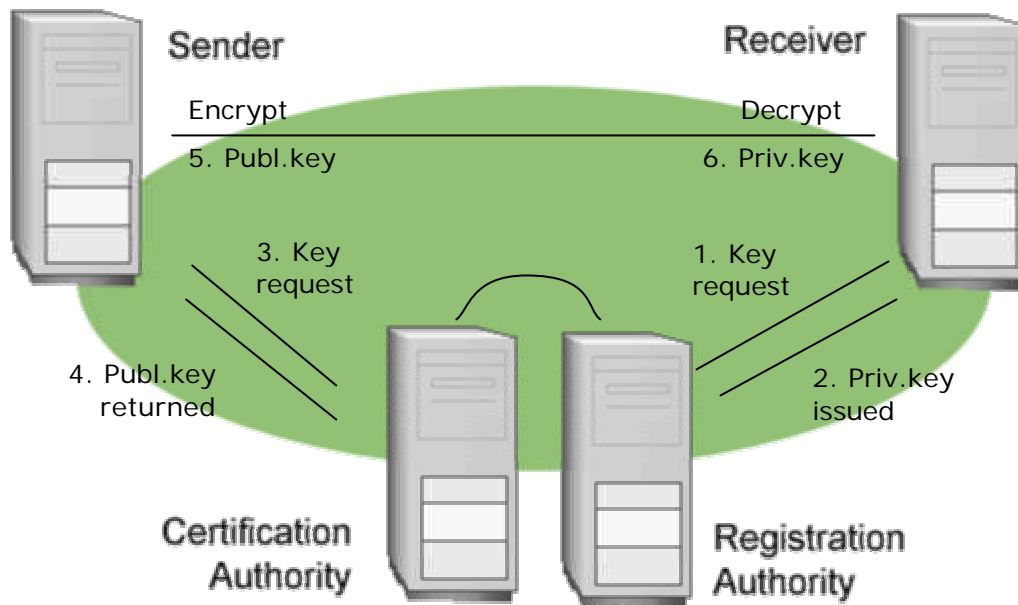 Sender
Receiver
Encrypt
Decrypt
5. Publ.key
6. Priv.key
3. Key
request
1. Key
request
4. Publ.key
returned
2. Priv.key
issued
Certification
Authority
Registration
Authority